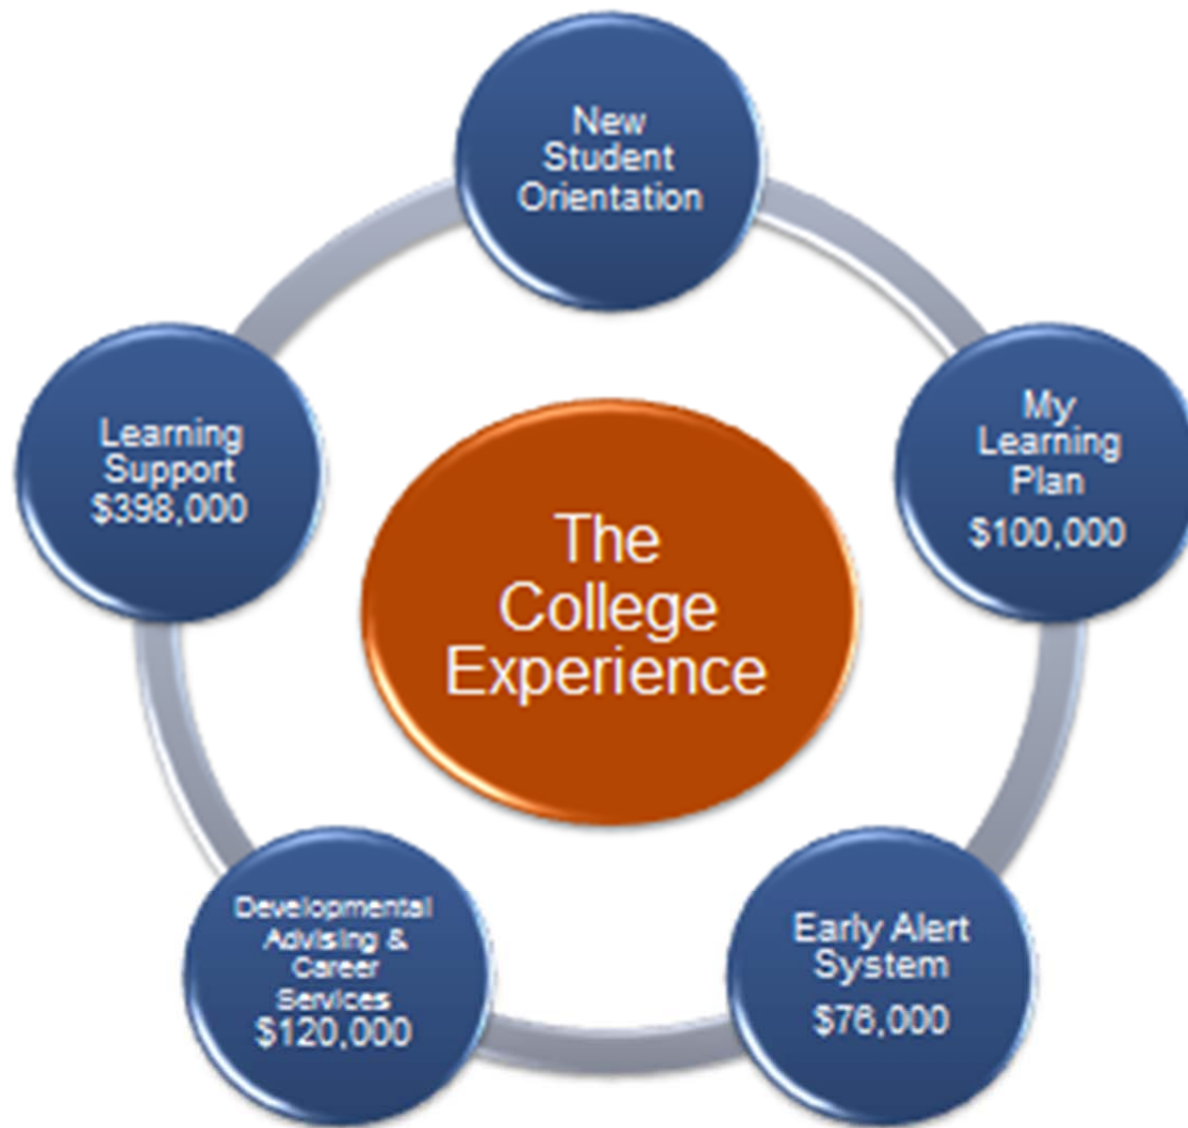 New
Student
Orientation
My
Learning
Plan
$100,000
Early Alert
System
$76,000
Developmental
Advising &
Career
Services
$120,000
Learning
Support
$398,000
The
College
Experience